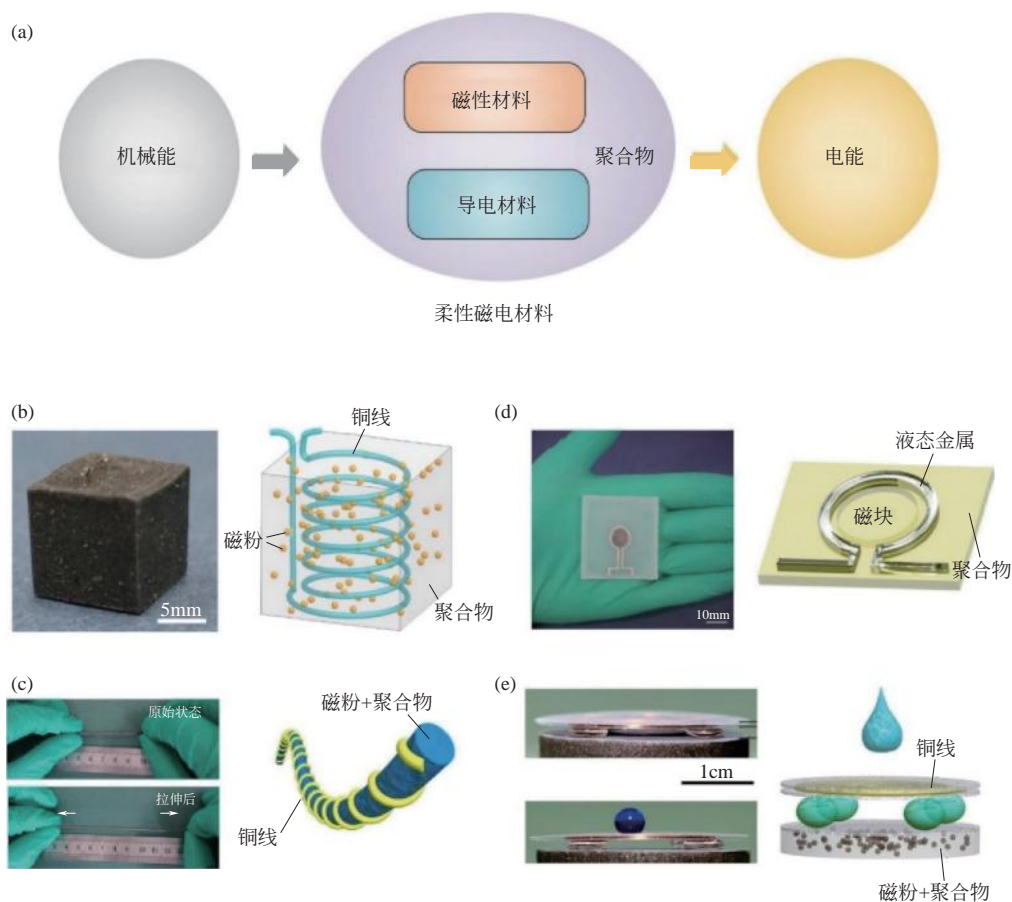 (a)
机械能
磁性材料
聚合物
导电材料
电能
柔性磁电材料
(b)
铜线
磁粉
聚合物
5mm
(d)
液态金属
磁块
聚合物
10mm
(c)
原始状态
拉伸后
磁粉+聚合物
铜线
(e)
1cm
铜线
磁粉+聚合物